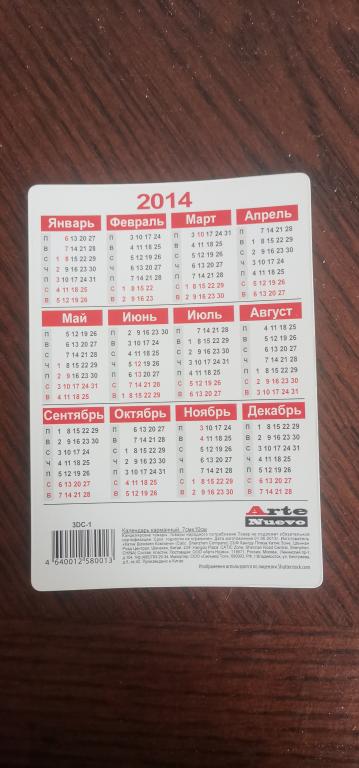 2014
Январь Февраль Март Апрель
П 6 13 20 27 П 3 10 17 24 П 3 10 17 24 31 П 7 14 21 28
В 7 14 21 28 В 4 11 18 25 В 4 11 18 25 В 1 8 15 22 29
С 1 8 15 22 29 С 5 12 19 26 С 5 12 19 26 С 2 9 16 23 30
Ч 2 9 16 23 30 Ч 6 13 20 27 Ч 6 13 20 27 Ч 3 10 17 24
П 3 10 17 24 31 П 7 14 21 28 П 7 14 21 28 П 4 11 18 25
С 4 11 18 25 С 1 8 15 22 С 1 8 15 22 29 С 5 12 19 26
В 5 12 19 26 В 2 9 16 23 В 2 9 16 23 30 В 6 13 20 27
Май Июнь Июль Август
П 5 12 19 26 П 2 9 16 23 30 П 7 14 21 28 П 4 11 18 25
В 6 13 20 27 В 3 10 17 24 В 1 8 15 22 29 В 5 12 19 26
С 7 14 21 28 С 4 11 18 25 С 2 9 16 23 30 С 6 13 20 27
Ч 1 8 15 22 29 Ч 5 12 19 26 Ч 3 10 17 24 31 Ч 7 14 21 28
П 2 9 16 23 30 П 6 13 20 27 П 4 11 18 25 П 1 8 15 22 29
С 3 10 17 24 31 С 7 14 21 28 С 5 12 19 26 С 2 9 16 23 30
В 4 11 18 25 В 1 8 15 22 29 В 6 13 20 27 В 3 10 17 24 31
Сентябрь Октябрь Ноябрь Декабрь
П 1 8 15 22 29 П 6 13 20 27 П 3 10 17 24 П 1 8 15 22 29
В 2 9 16 23 30 В 7 14 21 28 В 4 11 18 25 В 2 9 16 23 30
С 3 10 17 24 С 1 8 15 22 29 С 5 12 19 26 С 3 10 17 24 31
Ч 4 11 18 25 Ч 2 9 16 23 30 Ч 6 13 20 27 Ч 4 11 18 25
П 5 12 19 26 П 3 10 17 24 31 П 7 14 21 28 П 5 12 19 26
С 6 13 20 27 С 4 11 18 25 С 1 8 15 22 29 С 6 13 20 27
В 7 14 21 28 В 5 12 19 26 В 2 9 16 23 30 В 7 14 21 28
Arte
Nuevo
3DC-1
4640012580013
Календарь карманный, 7смх10см
Изображения используются по лицензии Shutterstock.com